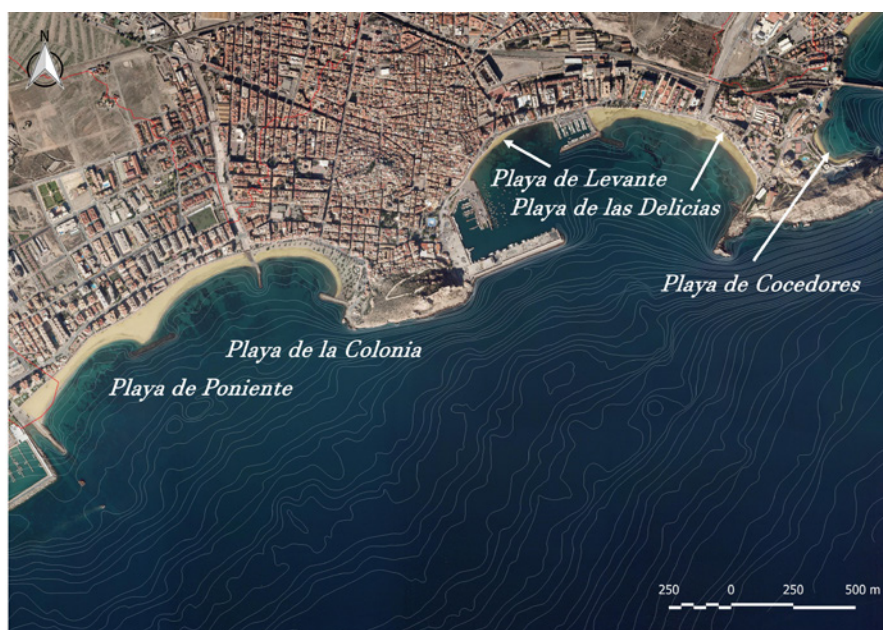 N
Playa de Levante
Playa de las Delicias
Playa de Cocedores
Playa de la Colonia
Playa de Poniente
250 0 250 500 m